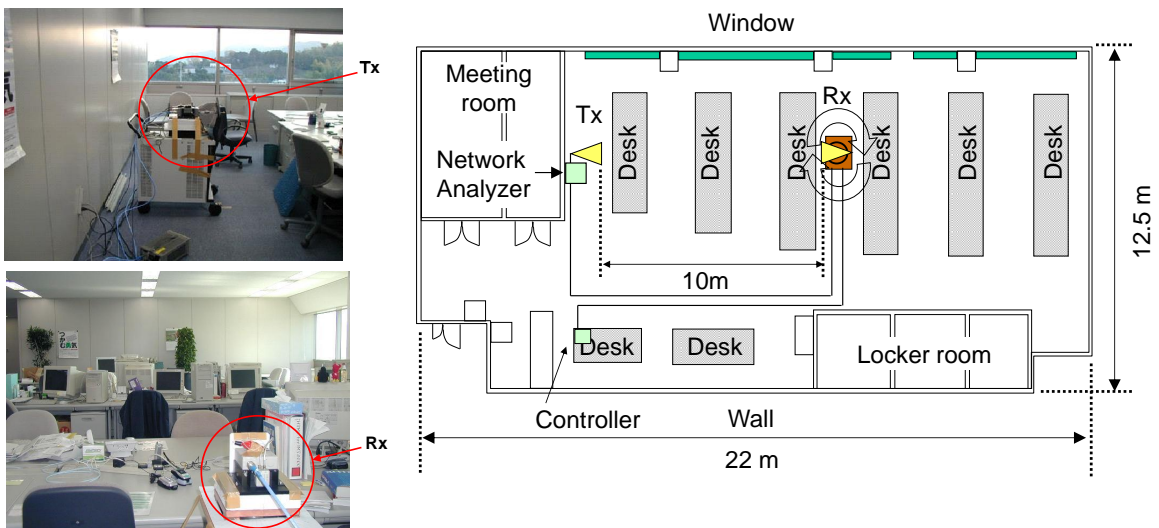 Tx
Rx
Window
Meeting
room
Tx
Rx
Network
Analyzer
Desk
Desk
Desk
Desk
Desk
Desk
10m
12.5 m
Desk
Desk
Locker room
Controller
Wall
22 m